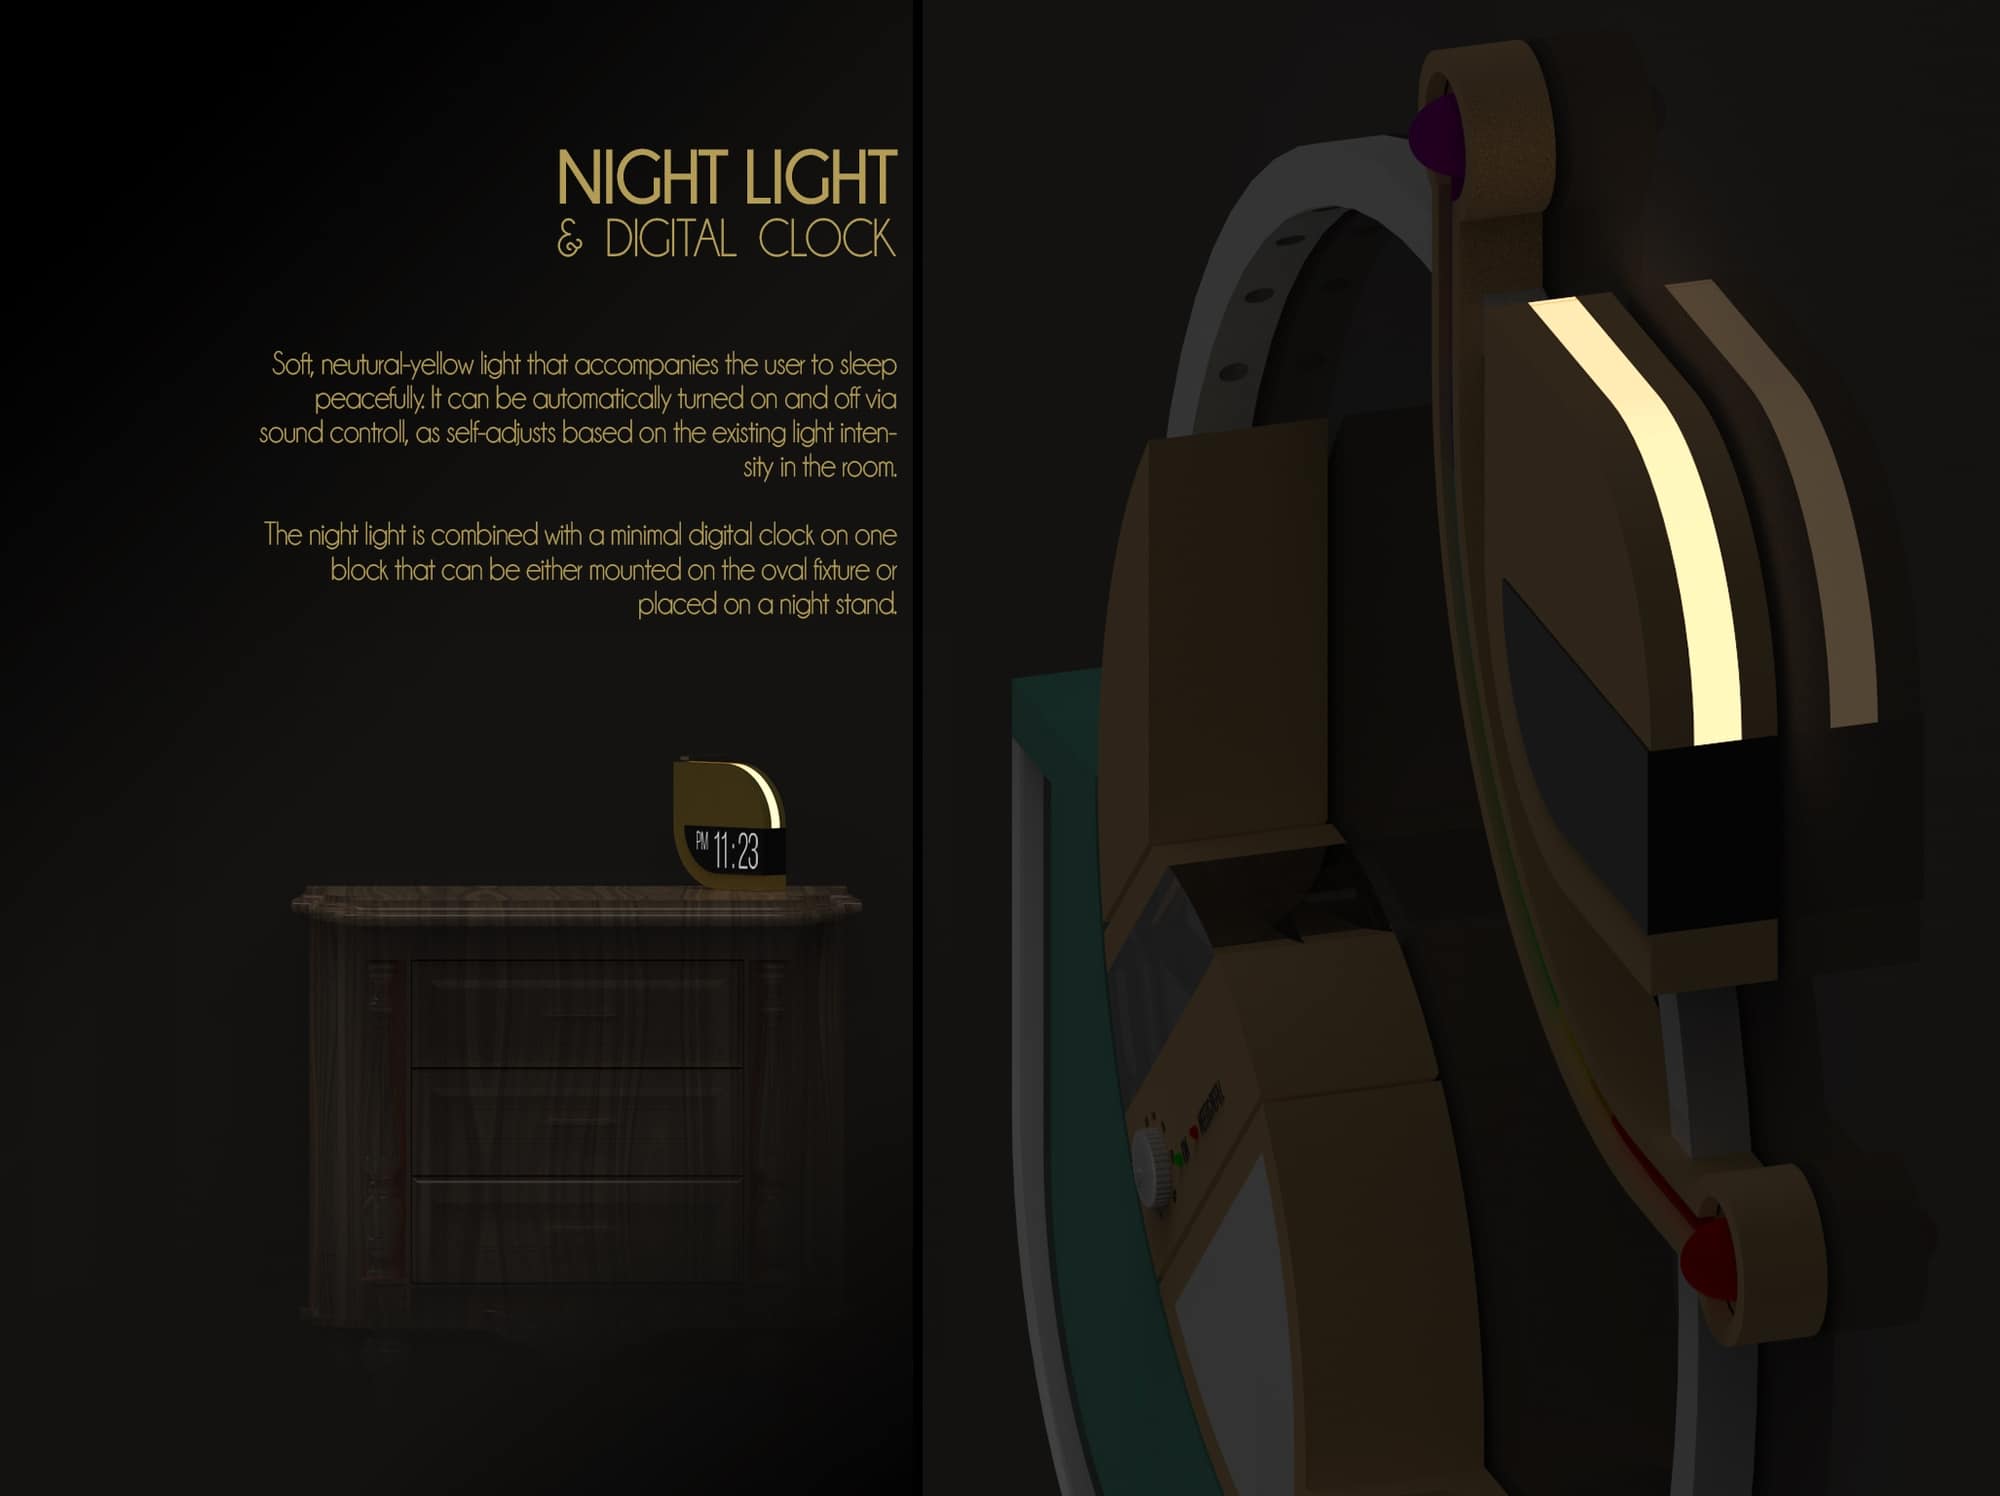 NIGHT LIGHT
& DIGITAL CLOCK
Soft, neutural-yellow light that accompanies the user to sleep
peacefully. It can be automatically turned on and off via
sound controll, as self-adjusts based on the existing light inten-
sity in the room.
The night light is combined with a minimal digital clock on one
block that can be either mounted on the oval fixture or
placed on a night stand.
PM 11:23